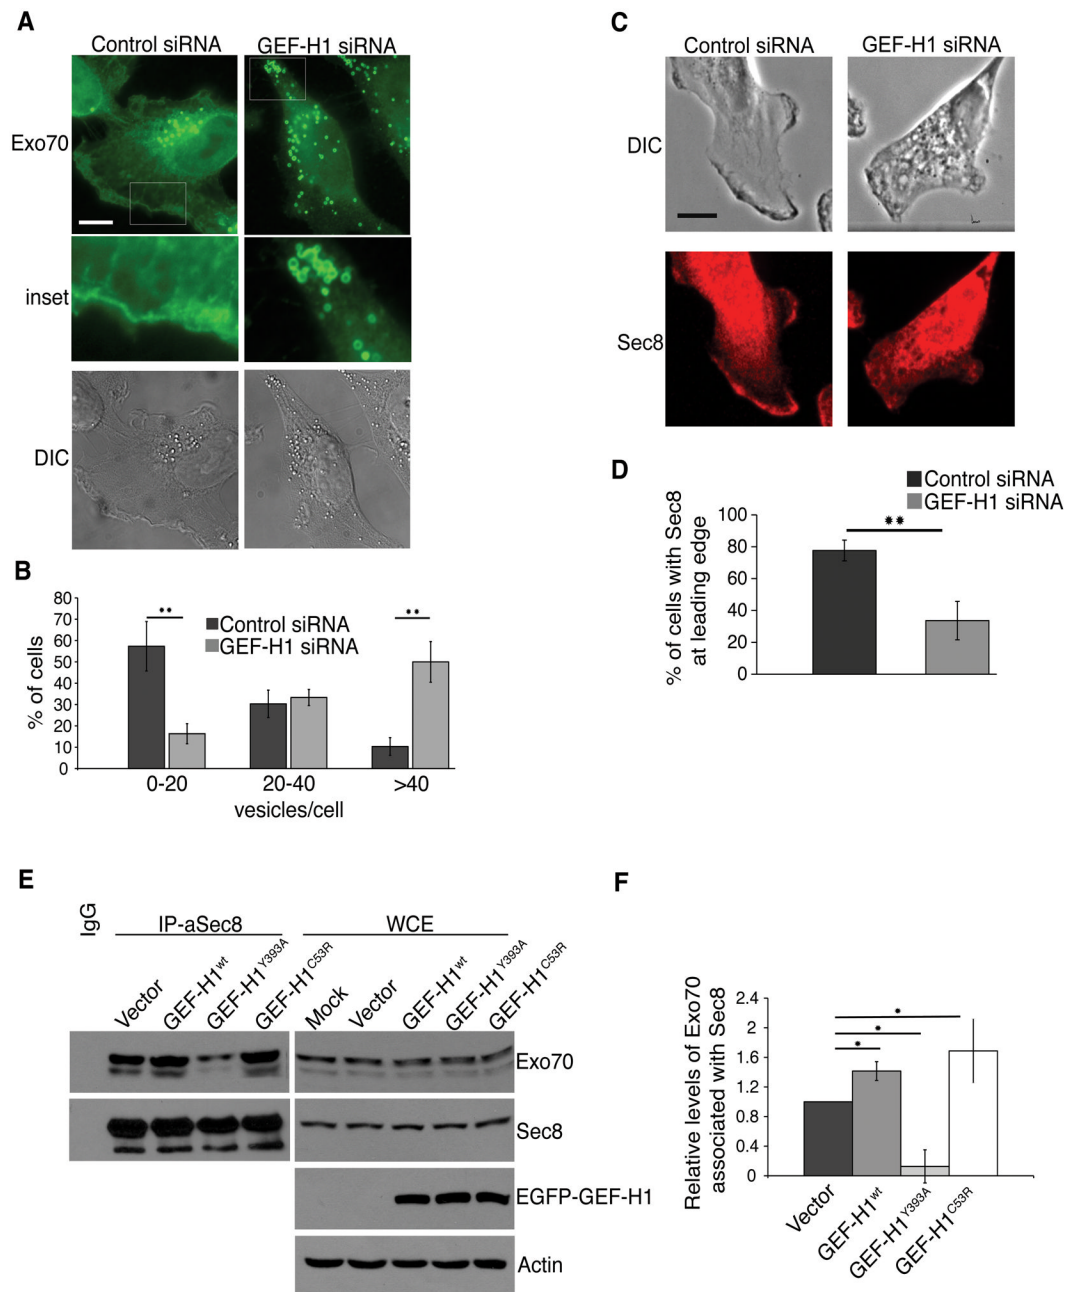 A
Control siRNA
GEF-H1 siRNA
Exo70
inset
DIC
B
80
70
60
50
40
30
20
10
0
% of cells
**
**
Control siRNA
GEF-H1 siRNA
0-20
20-40
>40
vesicles/cell
C
Control siRNA
GEF-H1 siRNA
DIC
Sec8
D
Control siRNA
GEF-H1 siRNA
% of cells with Sec8
at leading edge
100
80
60
40
20
0
**
E
IgG
IP-aSec8
WCE
Vector
GEF-H1wt
GEF-H1Y393A
GEF-H1C53R
Mock
Vector
GEF-H1wt
GEF-H1Y393A
GEF-H1C53R
Exo70
Sec8
EGFP-GEF-H1
Actin
F
Relative levels of Exo70
associated with Sec8
2.4
2
1.6
1.2
0.8
0.4
0
*
*
*
Vector
GEF-H1wt
GEF-H1Y393A
GEF-H1C53R